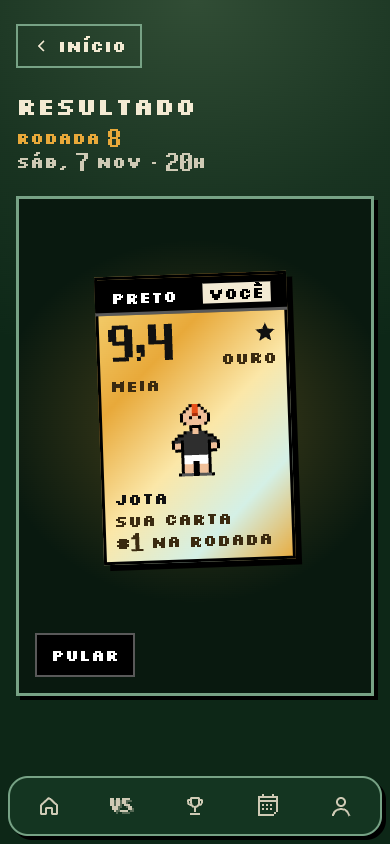 INÍCIO
RESULTADO
RODADA 8
SÁB, 7 NOV · 20H
PRETO VOCÊ
9,4 ★
OURO
MEIA
JOTA
SUA CARTA
#1 NA RODADA
PULAR
VS